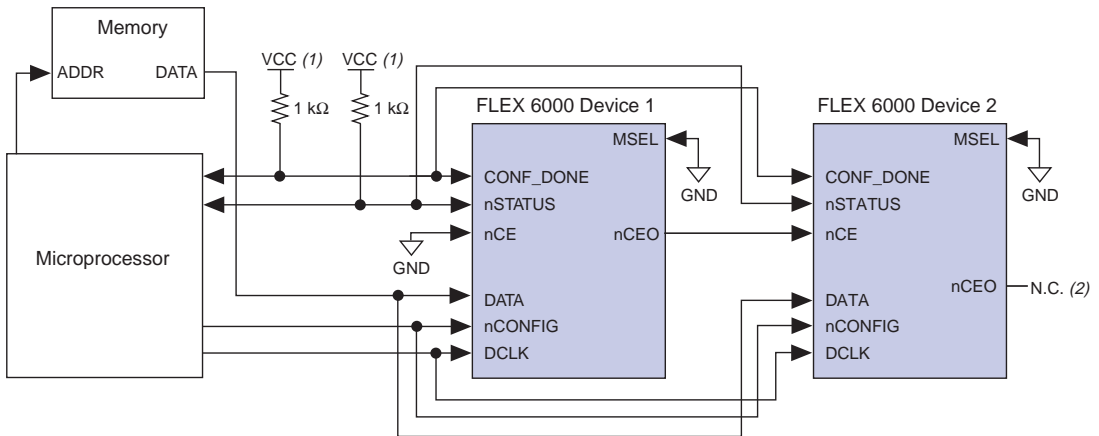 Memory
ADDR DATA
VCC (1) VCC (1)
1 kΩ 1 kΩ
Microprocessor
FLEX 6000 Device 1
MSEL
GND
CONF_DONE
nSTATUS
nCE nCEO
GND
DATA
nCONFIG
DCLK
FLEX 6000 Device 2
MSEL
GND
CONF_DONE
nSTATUS
nCE
nCEO N.C. (2)
DATA
nCONFIG
DCLK